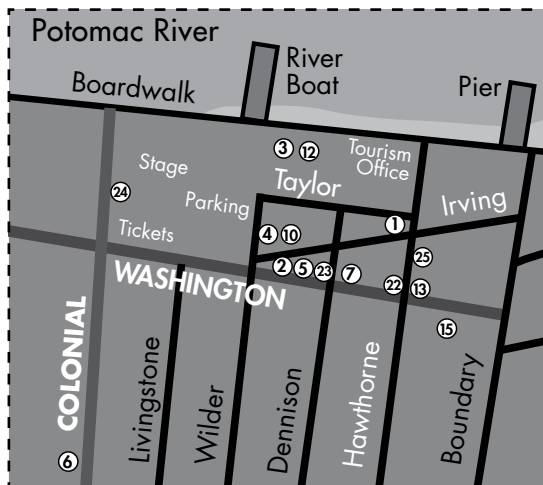 Potomac River
River
Boat
Pier
Boardwalk
3
12
Tourism
Office
Stage
24
Taylor
Irving
Parking
1
Tickets
4
10
25
2
5
23
7
22
13
WASHINGTON
15
COLONIAL
Livingstone
Wilder
Dennison
Hawthorne
Boundary
6